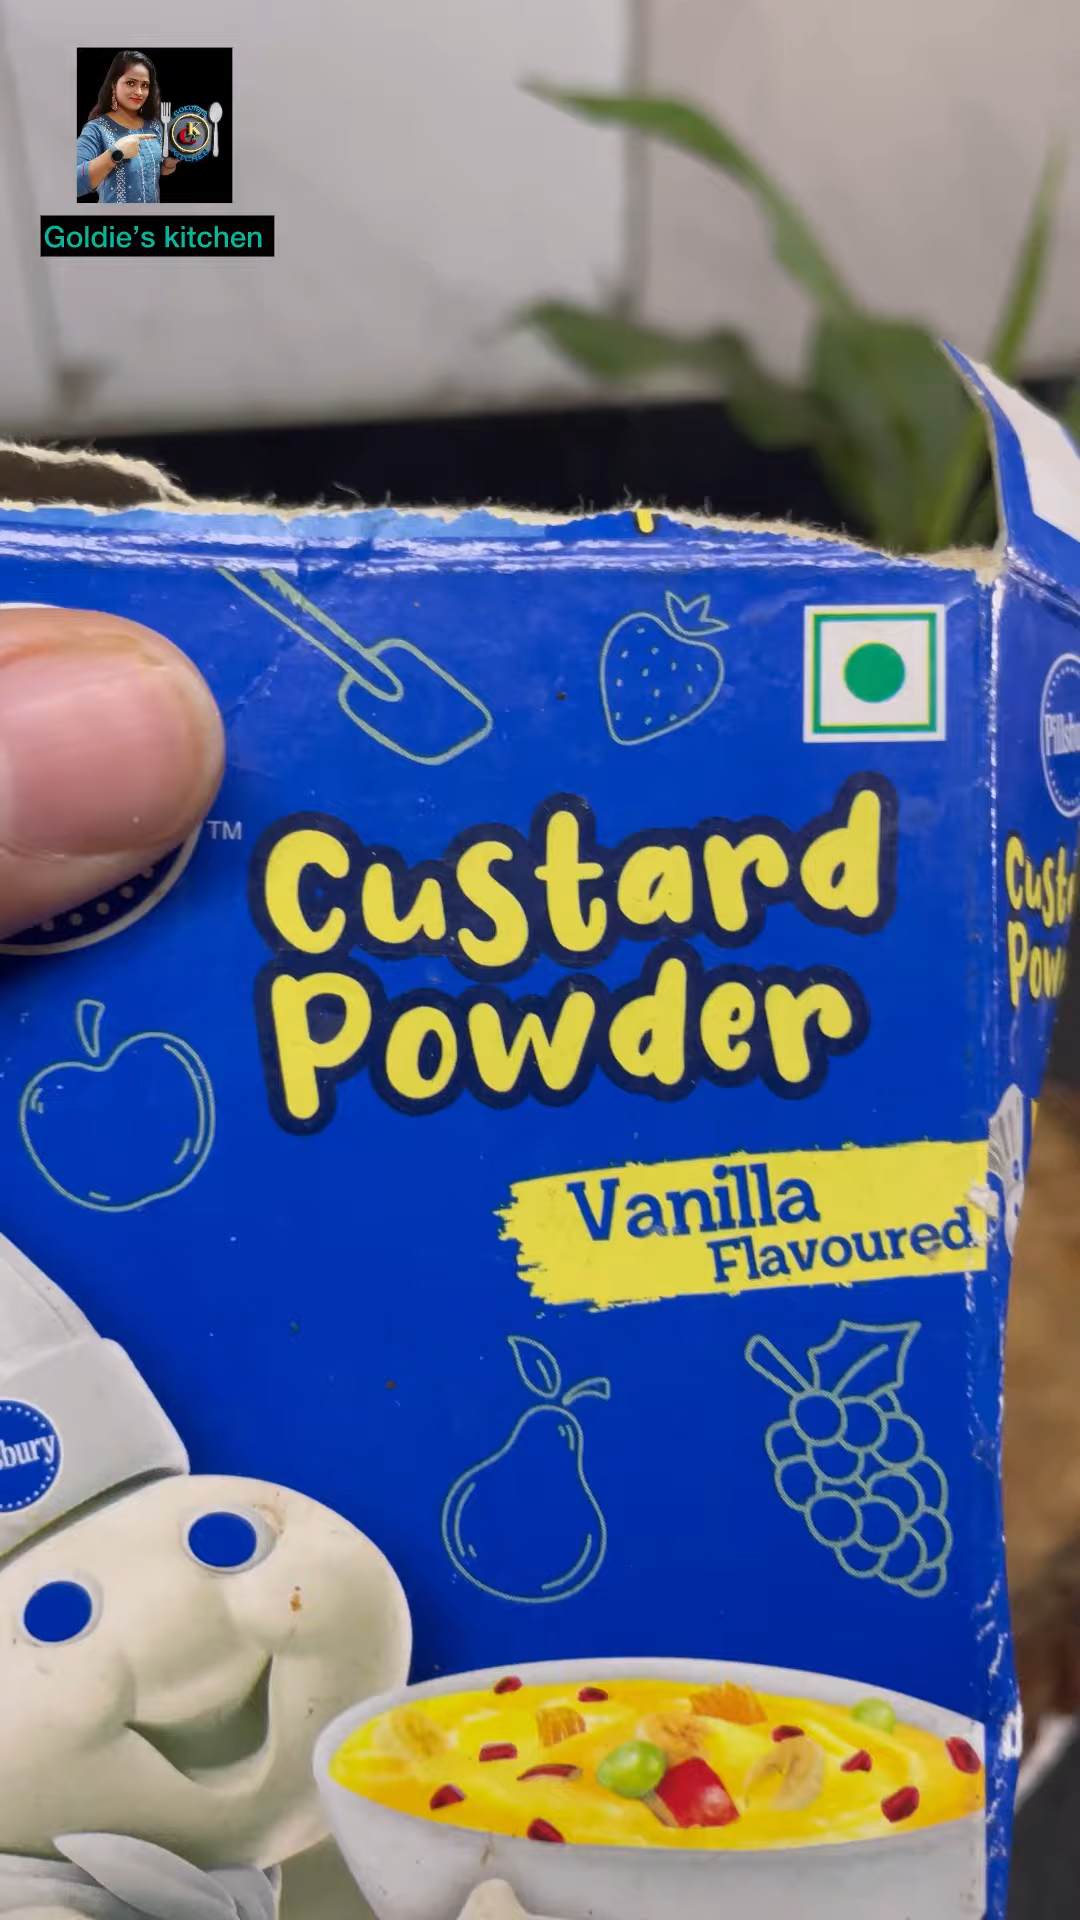 Goldie's kitchen
TM
Custard
Powder
Vanilla
Flavoured